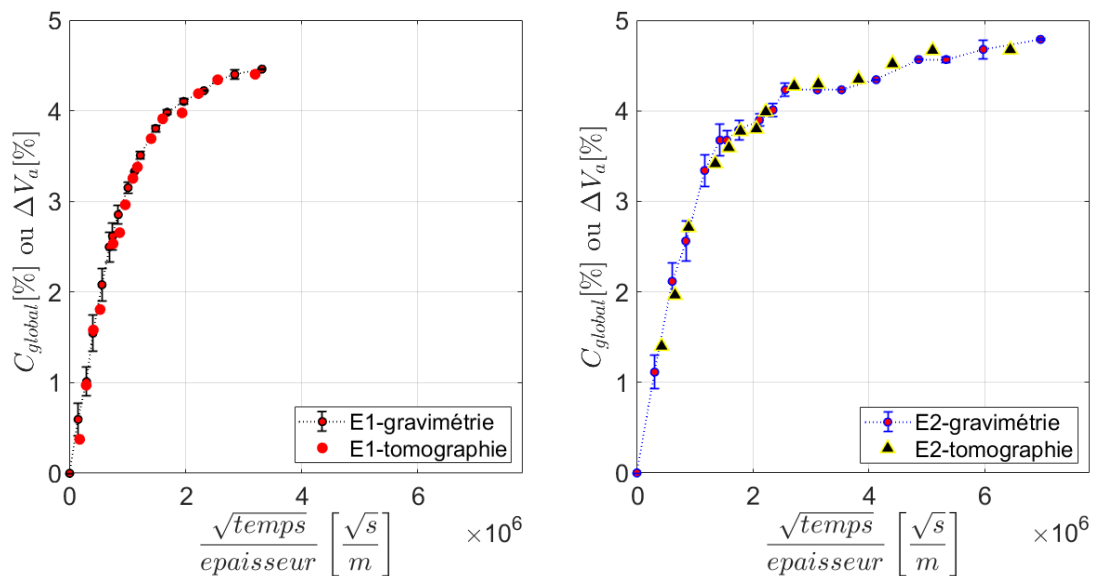 5
4
3
2
1
0
C_global[%] ou ΔV_a[%]
E1-gravimétrie
E1-tomographie
0 2 4 6
×10^6
√temps/epaisseur [√s/m]
5
4
3
2
1
0
C_global[%] ou ΔV_a[%]
E2-gravimétrie
E2-tomographie
0 2 4 6
×10^6
√temps/epaisseur [√s/m]